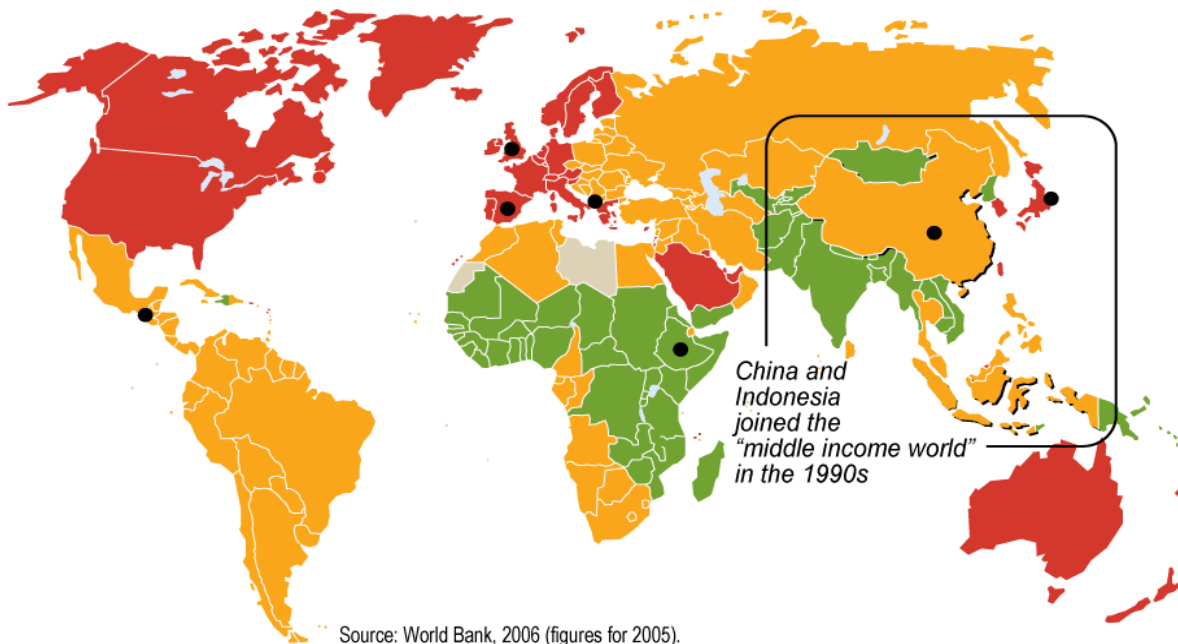 China and
Indonesia
joined the
“middle income world”
in the 1990s
Source: World Bank, 2006 (figures for 2005).